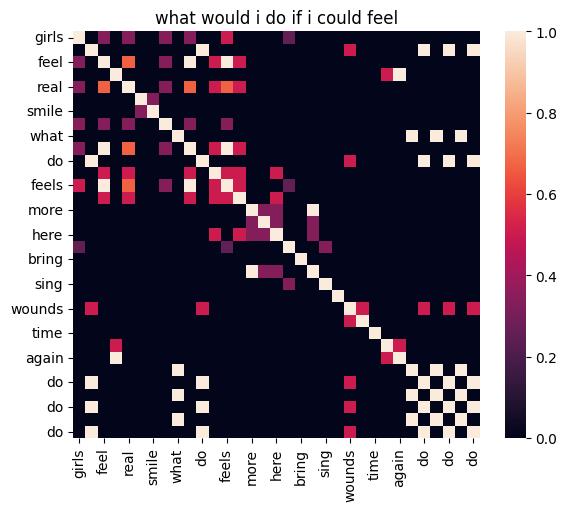 what would i do if i could feel
girls
feel
real
smile
what
do
feels
more
here
bring
sing
wounds
time
again
do
do
do
1.0
0.8
0.6
0.4
0.2
0.0
girls
feel
real
smile
what
do
feels
more
here
bring
sing
wounds
time
again
do
do
do